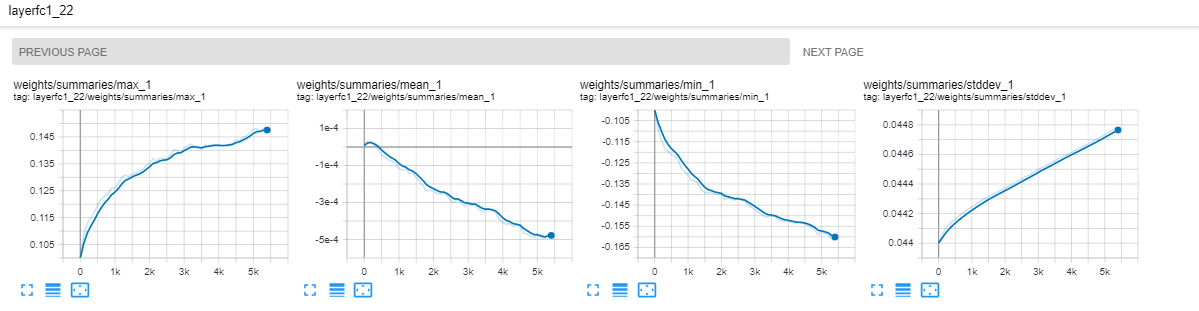 layerfc1_22
PREVIOUS PAGE
NEXT PAGE
weights/summaries/max_1
tag: layerfc1_22/weights/summaries/max_1
0.145
0.135
0.125
0.115
0.105
0 1k 2k 3k 4k 5k
weights/summaries/mean_1
tag: layerfc1_22/weights/summaries/mean_1
1e-4
-1e-4
-3e-4
-5e-4
0 1k 2k 3k 4k 5k
weights/summaries/min_1
tag: layerfc1_22/weights/summaries/min_1
-0.105
-0.115
-0.125
-0.135
-0.145
-0.155
-0.165
0 1k 2k 3k 4k 5k
weights/summaries/stddev_1
tag: layerfc1_22/weights/summaries/stddev_1
0.0448
0.0446
0.0444
0.0442
0.044
0 1k 2k 3k 4k 5k